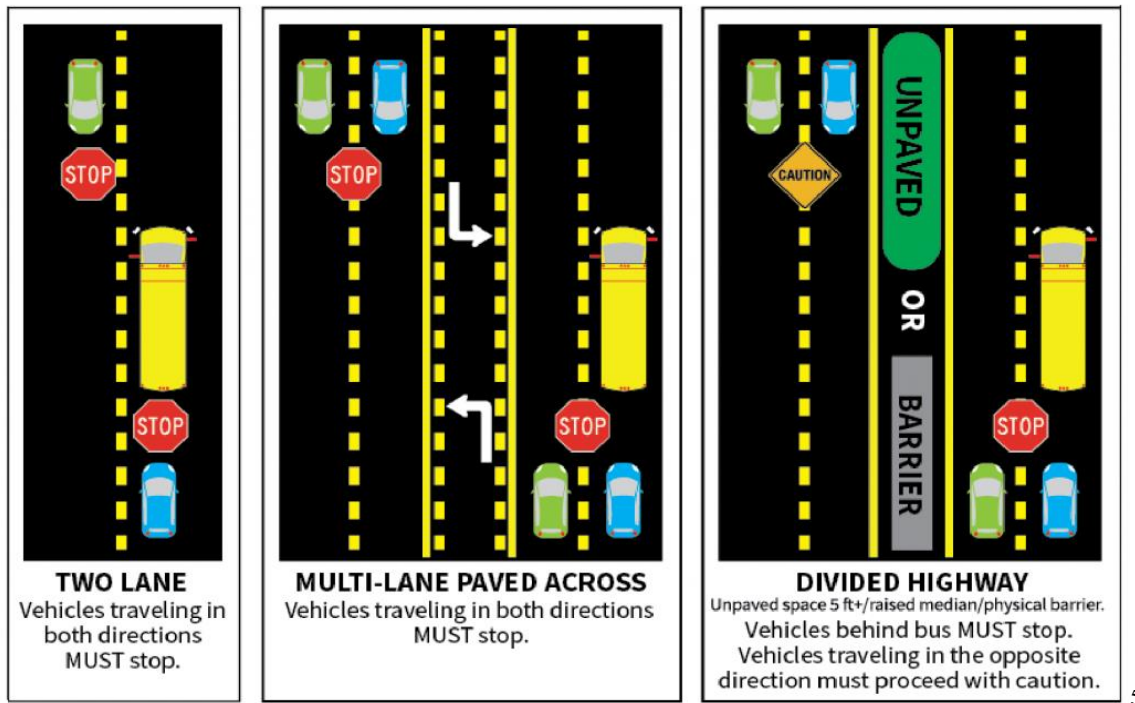 STOP
STOP
TWO LANE
Vehicles traveling in
both directions
MUST stop.
STOP
STOP
MULTI-LANE PAVED ACROSS
Vehicles traveling in both directions
MUST stop.
CAUTION
UNPAVED
OR
BARRIER
STOP
DIVIDED HIGHWAY
Unpaved space 5 ft+/raised median/physical barrier.
Vehicles behind bus MUST stop.
Vehicles traveling in the opposite
direction must proceed with caution.